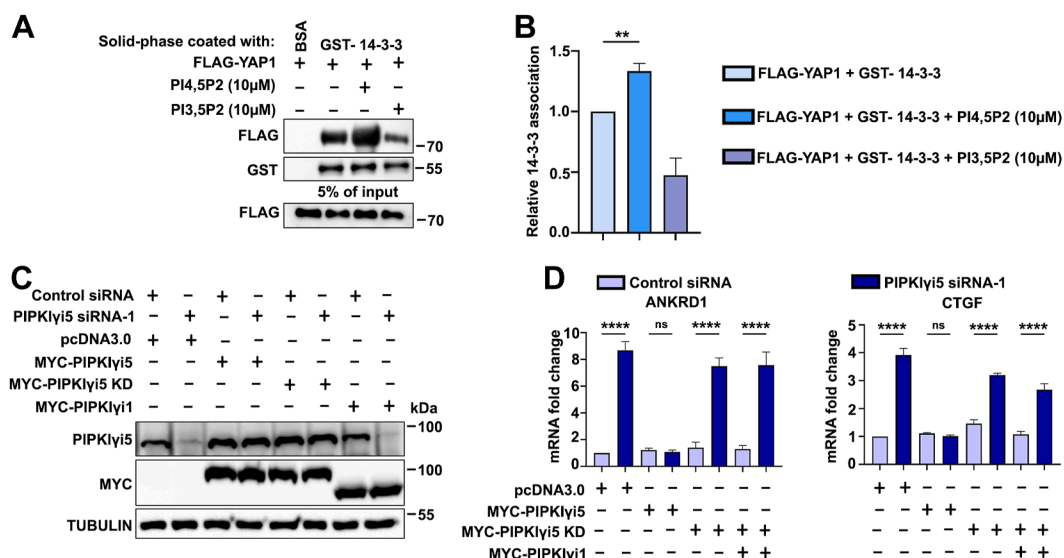 A
Solid-phase coated with: BSA GST- 14-3-3
FLAG-YAP1 + + + +
PI4,5P2 (10µM) – – + –
PI3,5P2 (10µM) – – – +
FLAG –70
GST –55
5% of input
FLAG –70
B
Relative 14-3-3 association
1.5
1.0
0.5
0.0
**
FLAG-YAP1 + GST- 14-3-3
FLAG-YAP1 + GST- 14-3-3 + PI4,5P2 (10µM)
FLAG-YAP1 + GST- 14-3-3 + PI3,5P2 (10µM)
C
Control siRNA + – + – + – + –
PIPKIγi5 siRNA-1 – + – + – + – +
pcDNA3.0 + + – – – – – –
MYC-PIPKIγi5 – – + + – – – –
MYC-PIPKIγi5 KD – – – – + + – –
MYC-PIPKIγi1 – – – – – – + + kDa
PIPKIγi5 –100
MYC –100
TUBULIN –55
D
Control siRNA
PIPKIγi5 siRNA-1
ANKRD1
mRNA fold change
10
8
6
4
2
0
**** ns **** ****
CTGF
mRNA fold change
5
4
3
2
1
0
**** ns **** ****
pcDNA3.0 + + – – – – – – + + – – – – – –
MYC-PIPKIγi5 – – + + – – – – – – + + – – – –
MYC-PIPKIγi5 KD – – – – + + + + – – – – + + + +
MYC-PIPKIγi1 – – – – – – + + – – – – – – + +